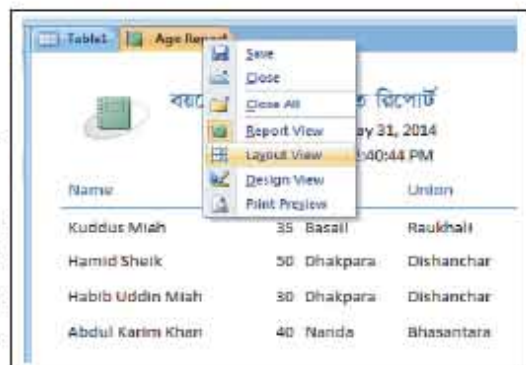 Table1 Age Report
Save
Close
Close All
Report View
Layout View
Design View
Print Preview
রিপোর্ট
ay 31, 2014
:40:44 PM
Name Union
Kuddus Miah 35 Basail Raukhali
Hamid Sheik 50 Dhakpara Dishanchar
Habib Uddin Miah 30 Dhakpara Dishanchar
Abdul Karim Khan 40 Nanda Bhasantara